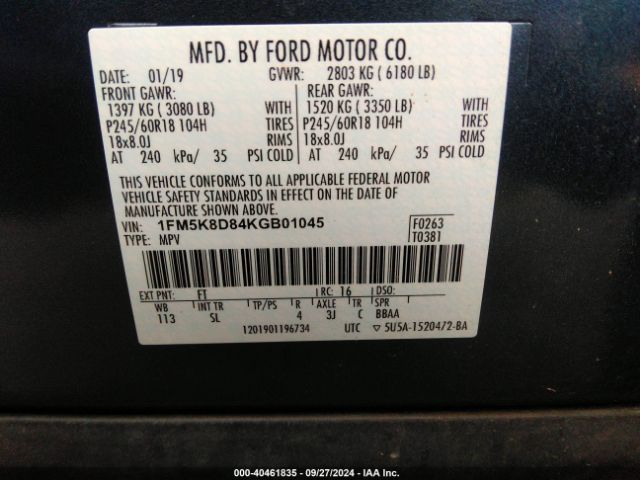 MFD. BY FORD MOTOR CO.
DATE: 01/19 GVWR: 2803 KG ( 6180 LB)
FRONT GAWR: REAR GAWR:
1397 KG ( 3080 LB) WITH 1520 KG ( 3350 LB) WITH
P245/60R18 104H TIRES P245/60R18 104H TIRES
18x8.0J RIMS 18x8.0J RIMS
AT 240 kPa/ 35 PSI COLD AT 240 kPa/ 35 PSI COLD
THIS VEHICLE CONFORMS TO ALL APPLICABLE FEDERAL MOTOR
VEHICLE SAFETY STANDARDS IN EFFECT ON THE DATE OF
MANUFACTURE SHOWN ABOVE.
VIN: 1FM5K8D84KGB01045 F0263
TYPE: MPV T0381
EXT PNT: FT RC: 16 DSO:
WB INT TR TP/PS R AXLE TR SPR
113 SL 4 3J C BBAA
1201901196734 UTC ▽ 5U5A-1520472-BA
000-40461835 - 09/27/2024 - IAA Inc.